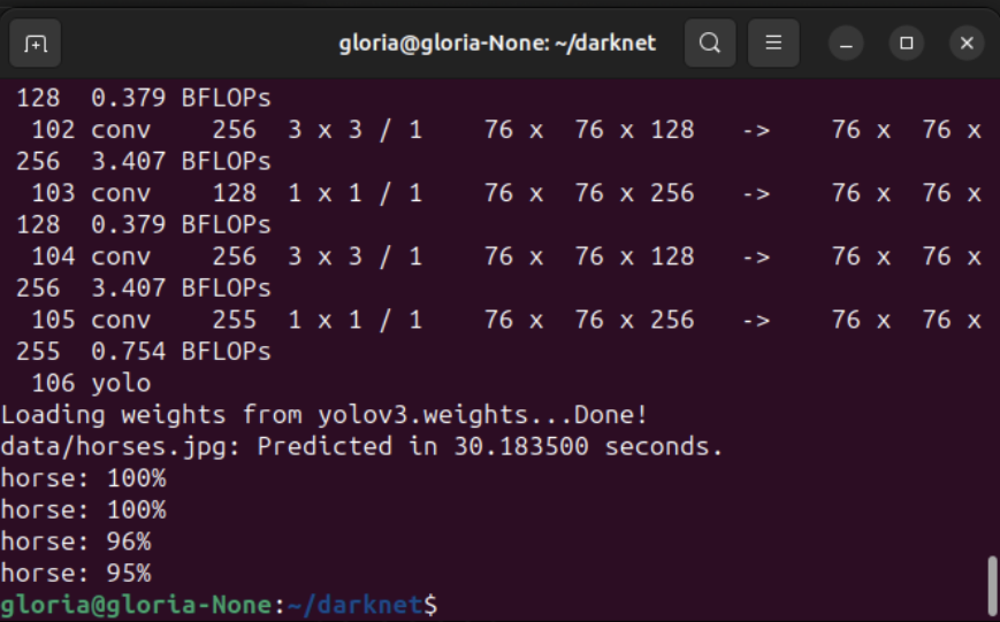 gloria@gloria-None: ~/darknet
128  0.379 BFLOPs
102 conv    256  3 x 3 / 1    76 x  76 x 128   ->    76 x  76 x
256  3.407 BFLOPs
103 conv    128  1 x 1 / 1    76 x  76 x 256   ->    76 x  76 x
128  0.379 BFLOPs
104 conv    256  3 x 3 / 1    76 x  76 x 128   ->    76 x  76 x
256  3.407 BFLOPs
105 conv    255  1 x 1 / 1    76 x  76 x 256   ->    76 x  76 x
255  0.754 BFLOPs
106 yolo
Loading weights from yolov3.weights...Done!
data/horses.jpg: Predicted in 30.183500 seconds.
horse: 100%
horse: 100%
horse: 96%
horse: 95%
gloria@gloria-None:~/darknet$